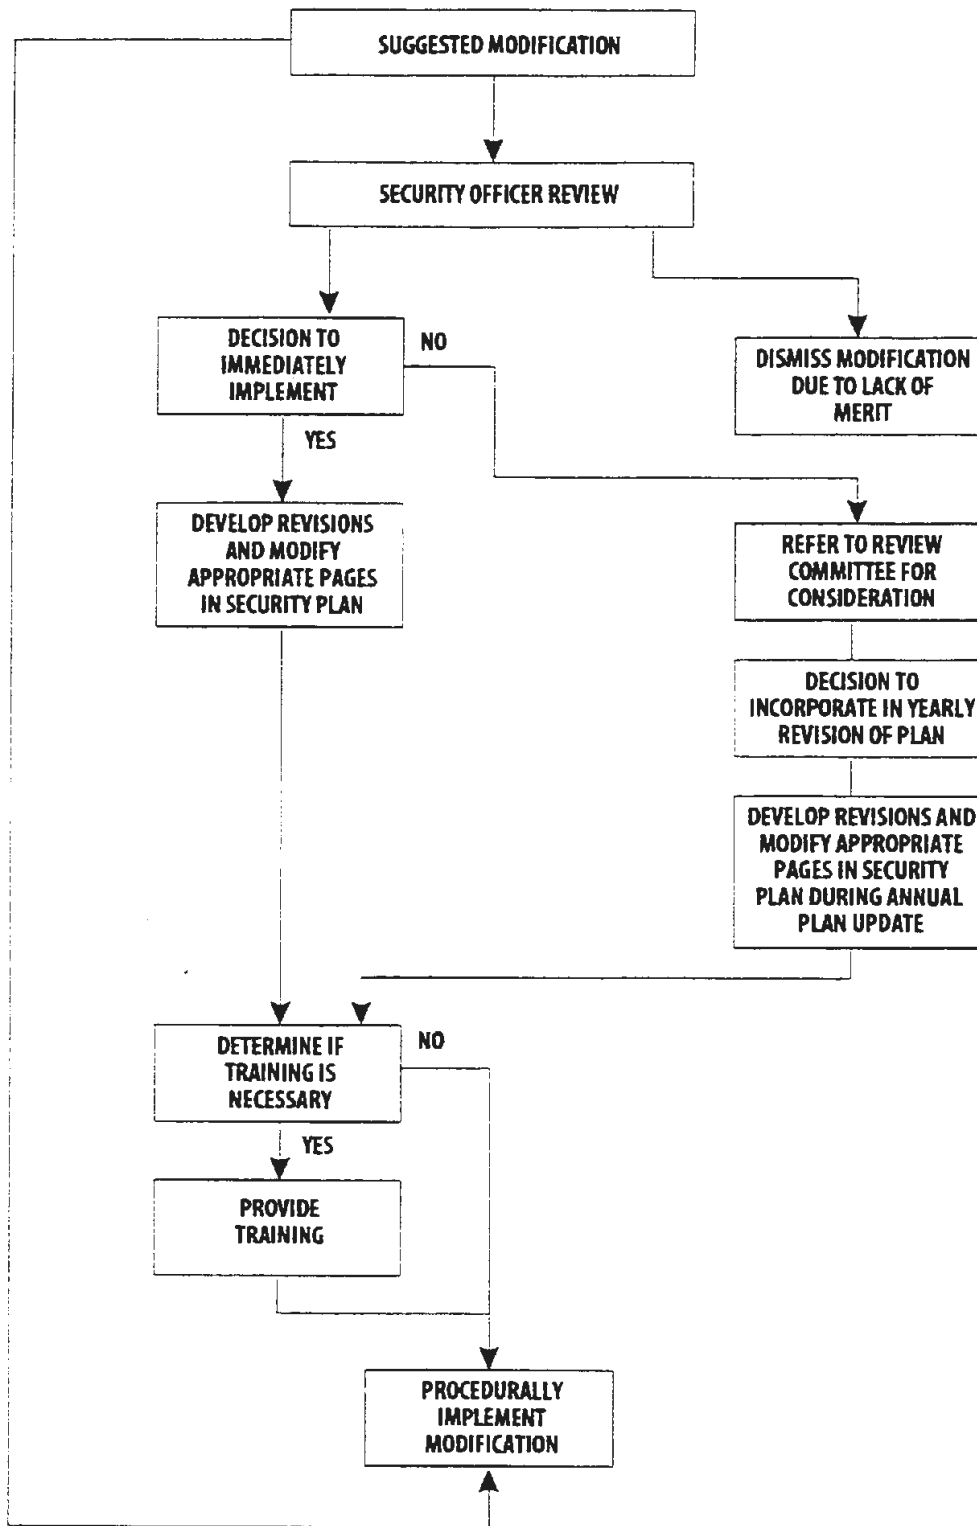 SUGGESTED MODIFICATION
SECURITY OFFICER REVIEW
DECISION TO
IMMEDIATELY
IMPLEMENT
NO
DISMISS MODIFICATION
DUE TO LACK OF
MERIT
YES
DEVELOP REVISIONS
AND MODIFY
APPROPRIATE PAGES
IN SECURITY PLAN
REFER TO REVIEW
COMMITTEE FOR
CONSIDERATION
DECISION TO
INCORPORATE IN YEARLY
REVISION OF PLAN
DEVELOP REVISIONS AND
MODIFY APPROPRIATE
PAGES IN SECURITY
PLAN DURING ANNUAL
PLAN UPDATE
DETERMINE IF
TRAINING IS
NECESSARY
NO
YES
PROVIDE
TRAINING
PROCEDURALLY
IMPLEMENT
MODIFICATION